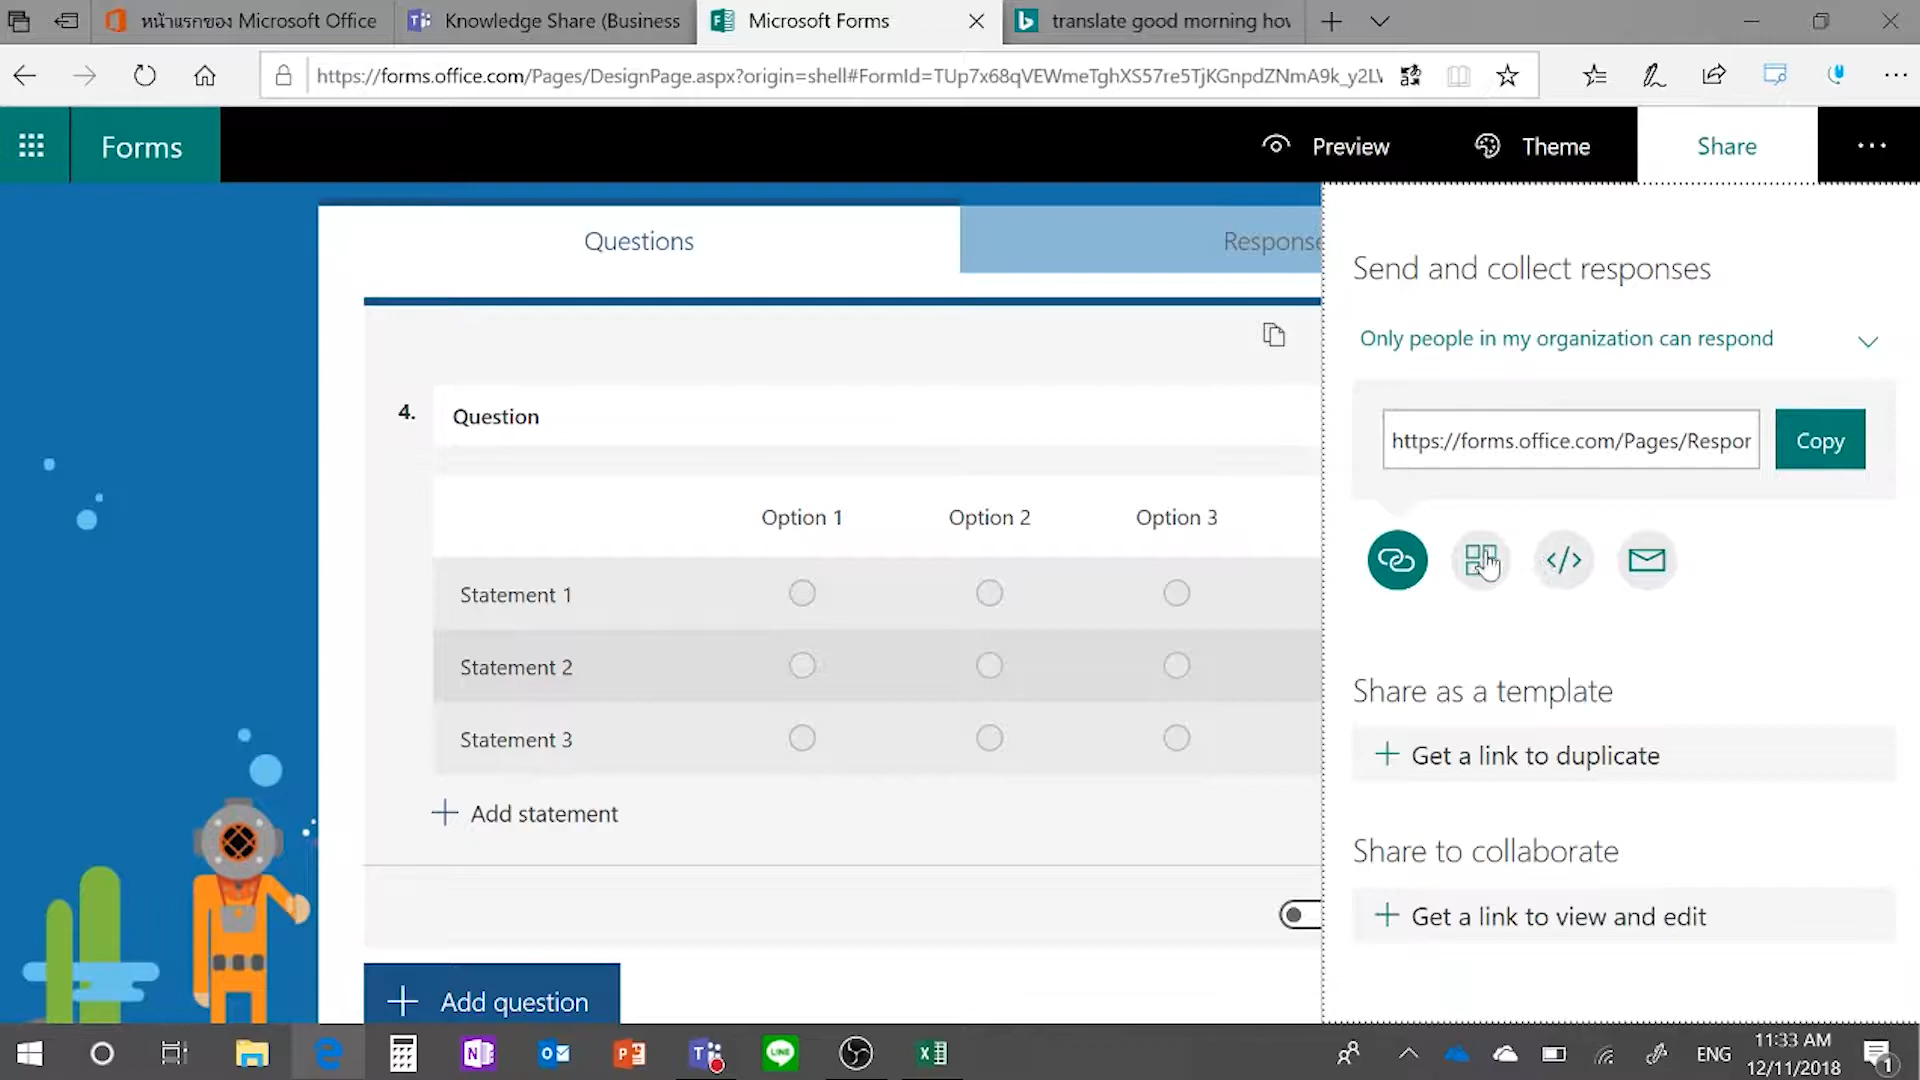 หน้าแรกของ Microsoft Office
Knowledge Share (Business
Microsoft Forms
translate good morning hov
https://forms.office.com/Pages/DesignPage.aspx?origin=shell#FormId=TUp7x68qVEWmeTghXS57re5TjKGnpdZNmA9k_y2LV
Forms
Preview
Theme
Share
Questions
Response
Send and collect responses
Only people in my organization can respond
https://forms.office.com/Pages/Respor
Copy
4.
Question
Option 1
Option 2
Option 3
Statement 1
Statement 2
Statement 3
Add statement
Share as a template
Get a link to duplicate
Share to collaborate
Get a link to view and edit
Add question
ENG
11:33 AM
12/11/2018
1